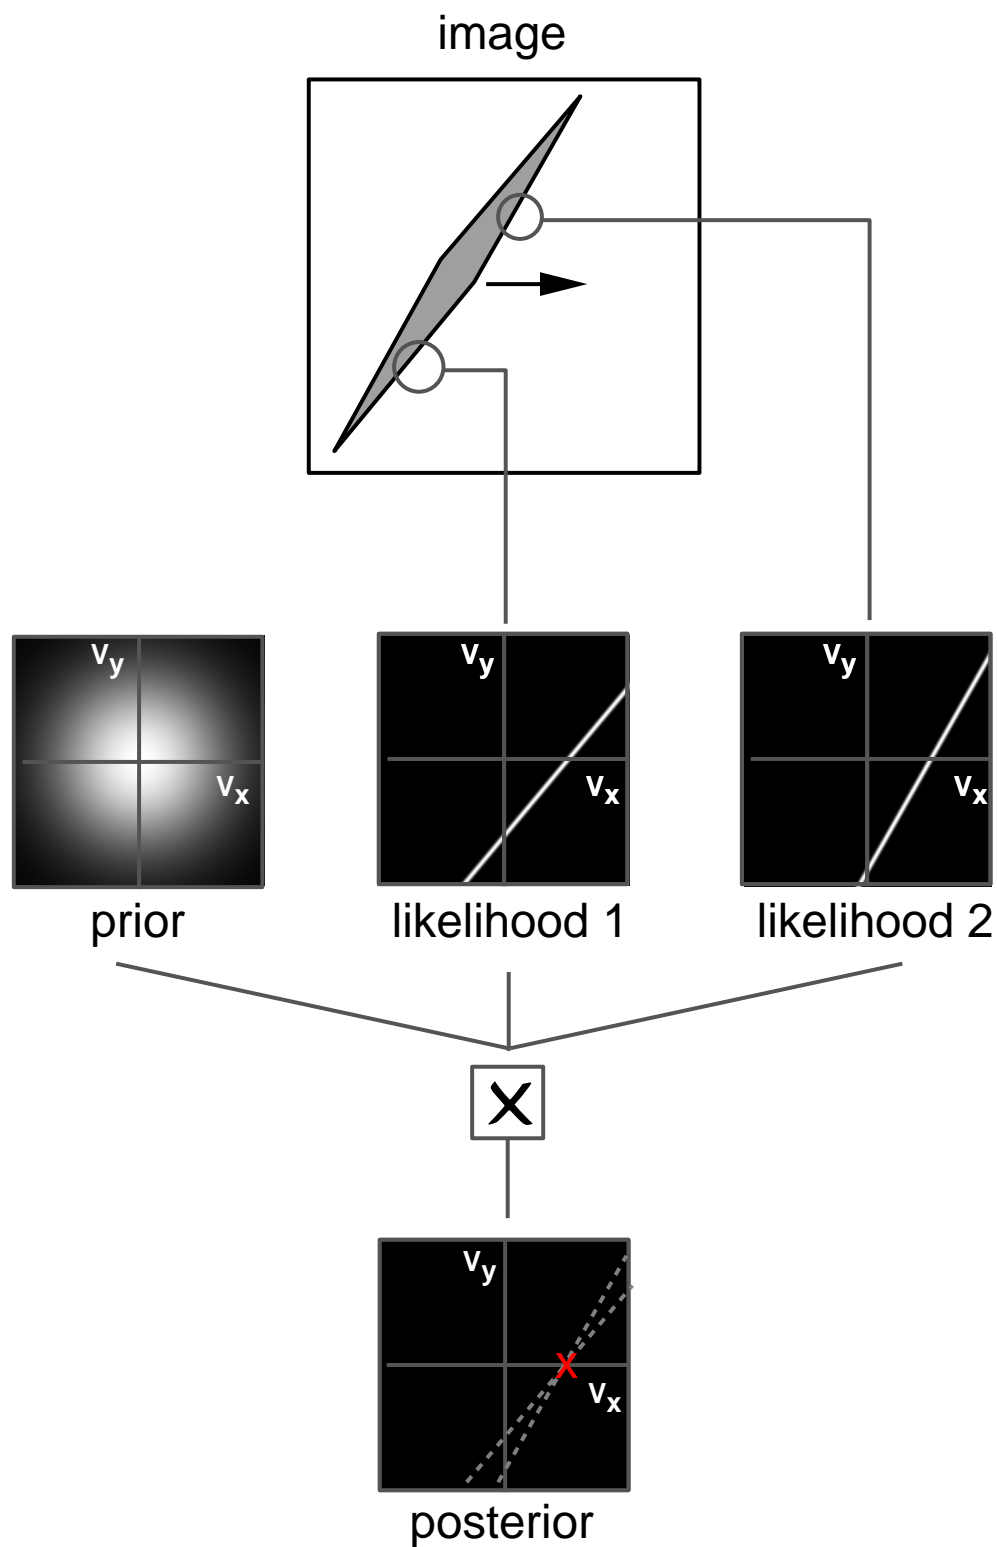 image
Vy
Vx
prior
Vy
Vx
likelihood 1
Vy
Vx
likelihood 2
X
Vy
X
Vx
posterior